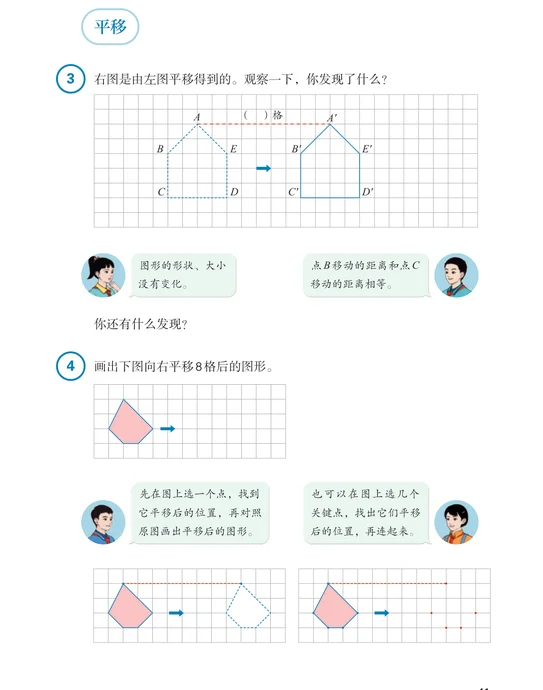 平移
3 右图是由左图平移得到的。观察一下，你发现了什么？
A （ ）格 A′
B E B′ E′
C D C′ D′
图形的形状、大小
没有变化。
点B移动的距离和点C
移动的距离相等。
你还有什么发现？
4 画出下图向右平移8格后的图形。
先在图上选一个点，找到
它平移后的位置，再对照
原图画出平移后的图形。
也可以在图上选几个
关键点，找出它们平移
后的位置，再连起来。